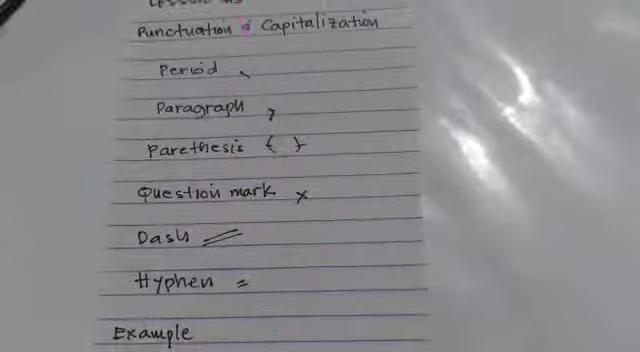 Punctuation & Capitalization
Period 、
Paragraph ,
Parethesis { }
Question mark ×
Dash =
Hyphen =
Example